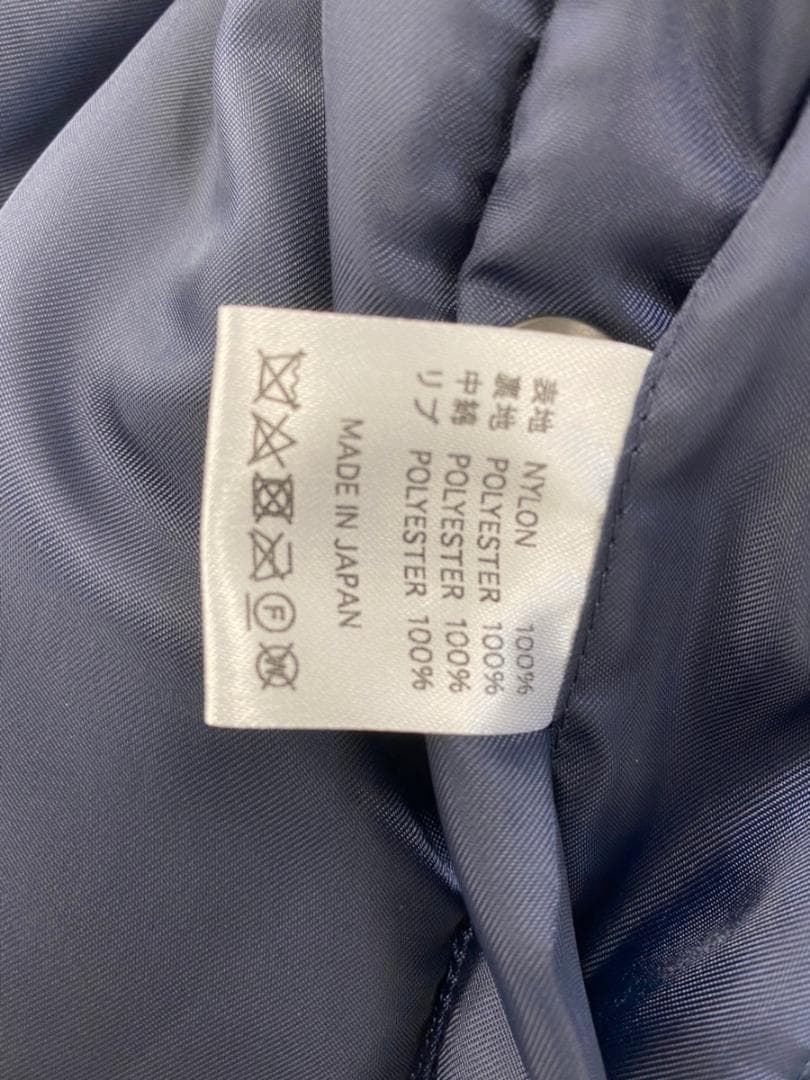 表地 NYLON 100%
裏地 POLYESTER 100%
中綿 POLYESTER 100%
リブ POLYESTER 100%
MADE IN JAPAN
F
W